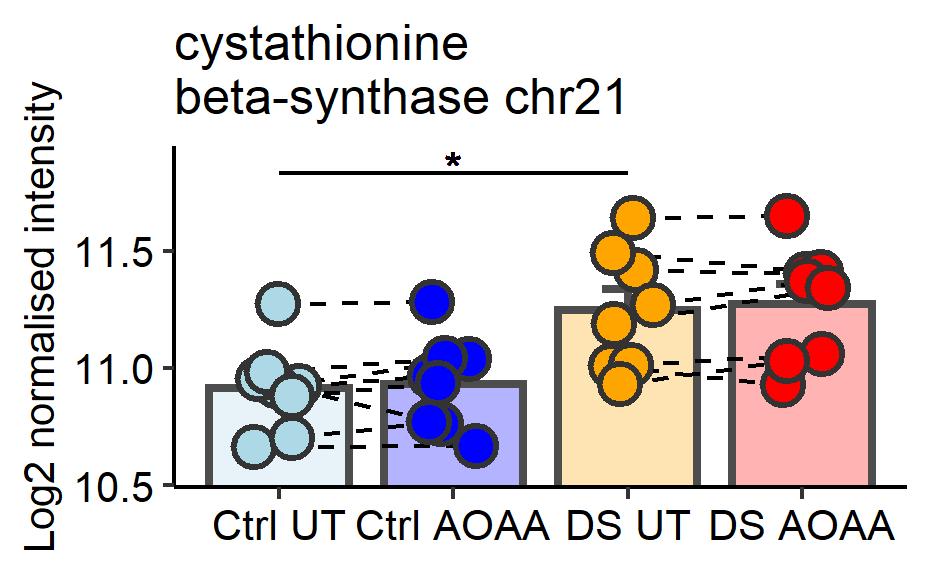 cystathionine
beta-synthase chr21
*
Log2 normalised intensity
11.5
11.0
10.5
Ctrl UT Ctrl AOAA DS UT DS AOAA